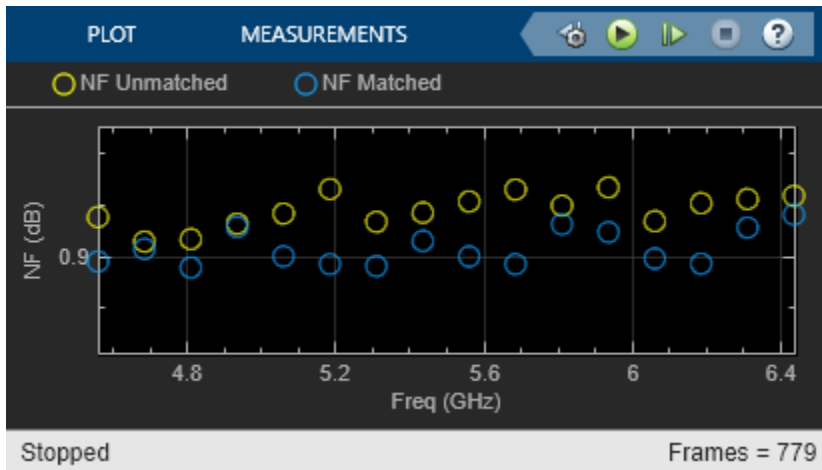 PLOT MEASUREMENTS ?
NF Unmatched NF Matched
NF (dB)
0.9
4.8 5.2 5.6 6 6.4
Freq (GHz)
Stopped Frames = 779